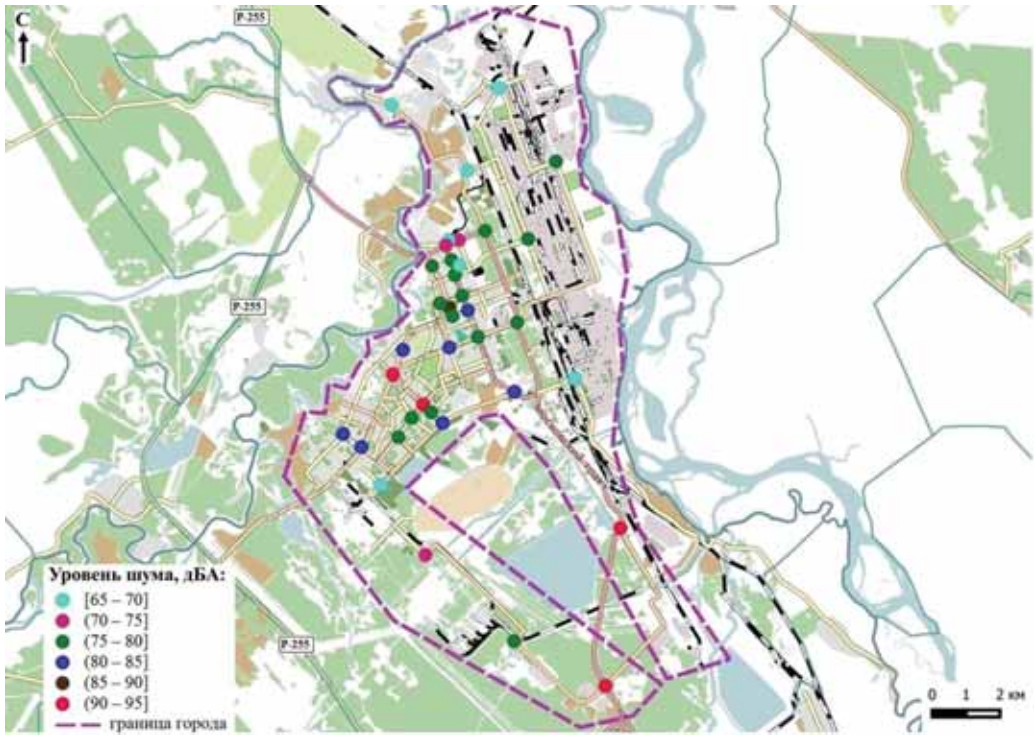 Р-255
С
Р-255
Р-255
Уровень шума, дБА:
[65 – 70]
(70 – 75]
(75 – 80]
(80 – 85]
(85 – 90]
(90 – 95]
граница города
0 1 2 км